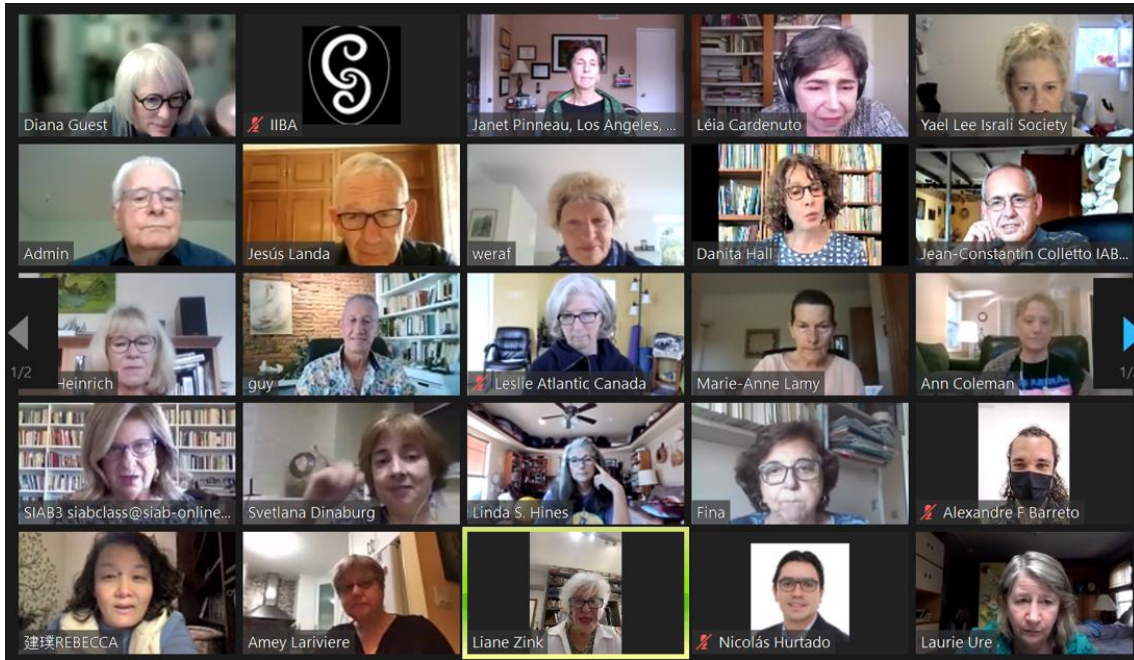 Diana Guest
IIBA
Janet Pinneau, Los Angeles, ...
Léia Cardenuto
Yael Lee Israli Society
Admin
Jesús Landa
weraf
Danita Hall
Jean-Constantin Colletto IAB...
1/2
Heinrich
guy
Leslie Atlantic Canada
Marie-Anne Lamy
Ann Coleman
1/
SIAB3 siabclass@siab-online...
Svetlana Dinaburg
Linda S. Hines
Fina
Alexandre F Barreto
建璞REBECCA
Amey Lariviere
Liane Zink
Nicolás Hurtado
Laurie Ure